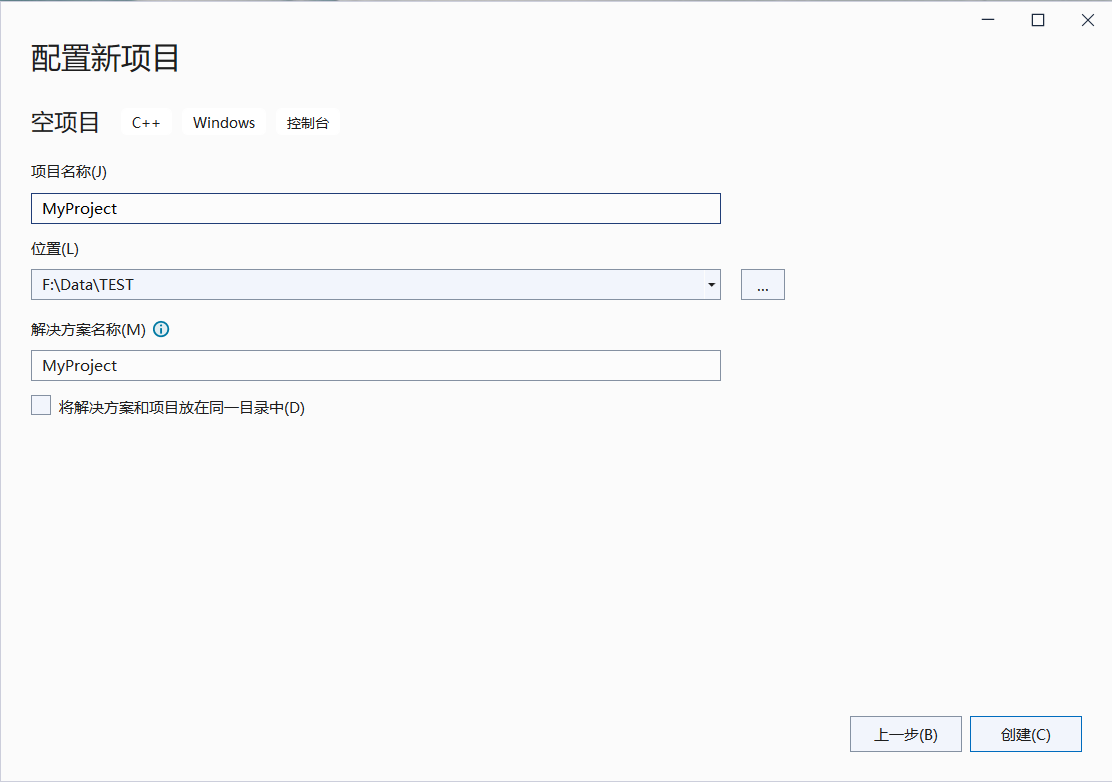 配置新项目
空项目 C++ Windows 控制台
项目名称(J)
MyProject
位置(L)
F:\Data\TEST
...
解决方案名称(M)
MyProject
将解决方案和项目放在同一目录中(D)
上一步(B) 创建(C)